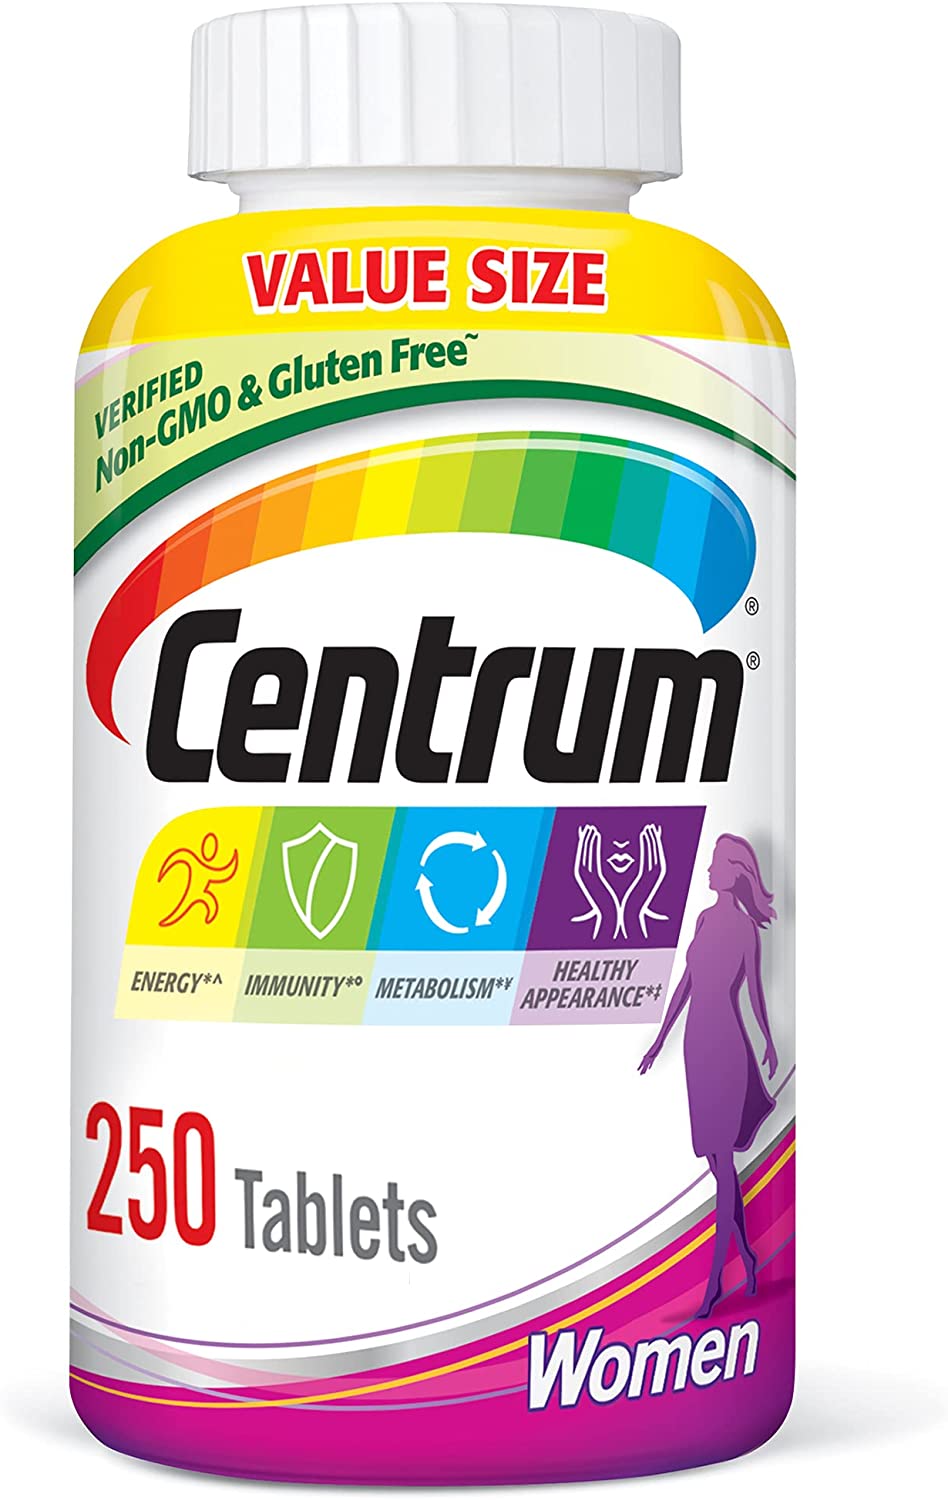 VALUE SIZE
VERIFIED
Non-GMO & Gluten Free~
Centrum®
®
ENERGY*^
IMMUNITY*°
METABOLISM*¥
HEALTHY
APPEARANCE*‡
250 Tablets
Women